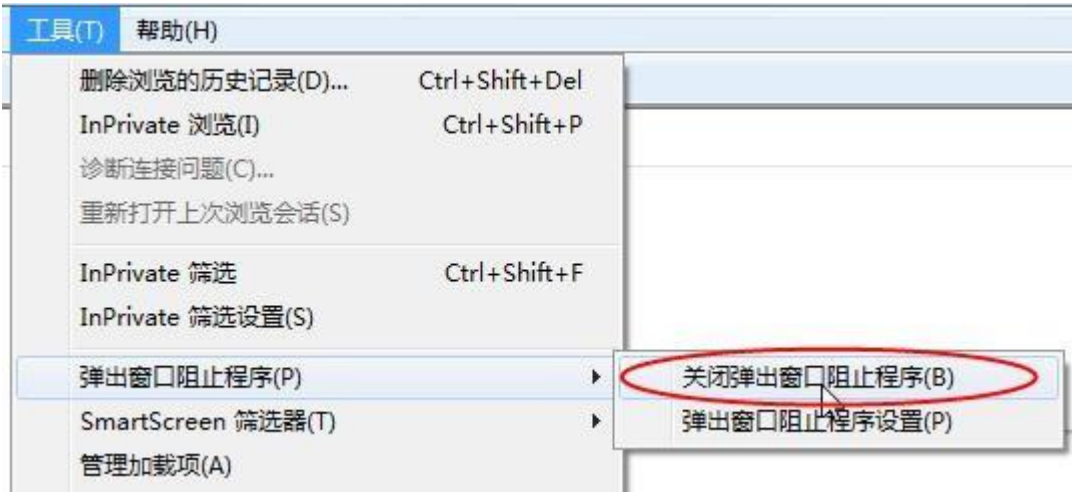 工具(T) 帮助(H)
删除浏览的历史记录(D)... Ctrl+Shift+Del
InPrivate 浏览(I) Ctrl+Shift+P
诊断连接问题(C)...
重新打开上次浏览会话(S)
InPrivate 筛选 Ctrl+Shift+F
InPrivate 筛选设置(S)
弹出窗口阻止程序(P) 关闭弹出窗口阻止程序(B)
SmartScreen 筛选器(T) 弹出窗口阻止程序设置(P)
管理加载项(A)